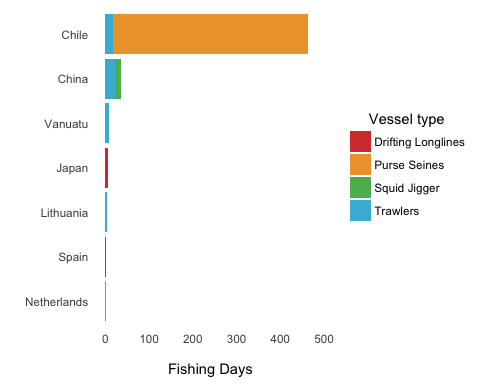 Chile
China
Vanuatu
Japan
Lithuania
Spain
Netherlands
0 100 200 300 400 500
Fishing Days
Vessel type
Drifting Longlines
Purse Seines
Squid Jigger
Trawlers